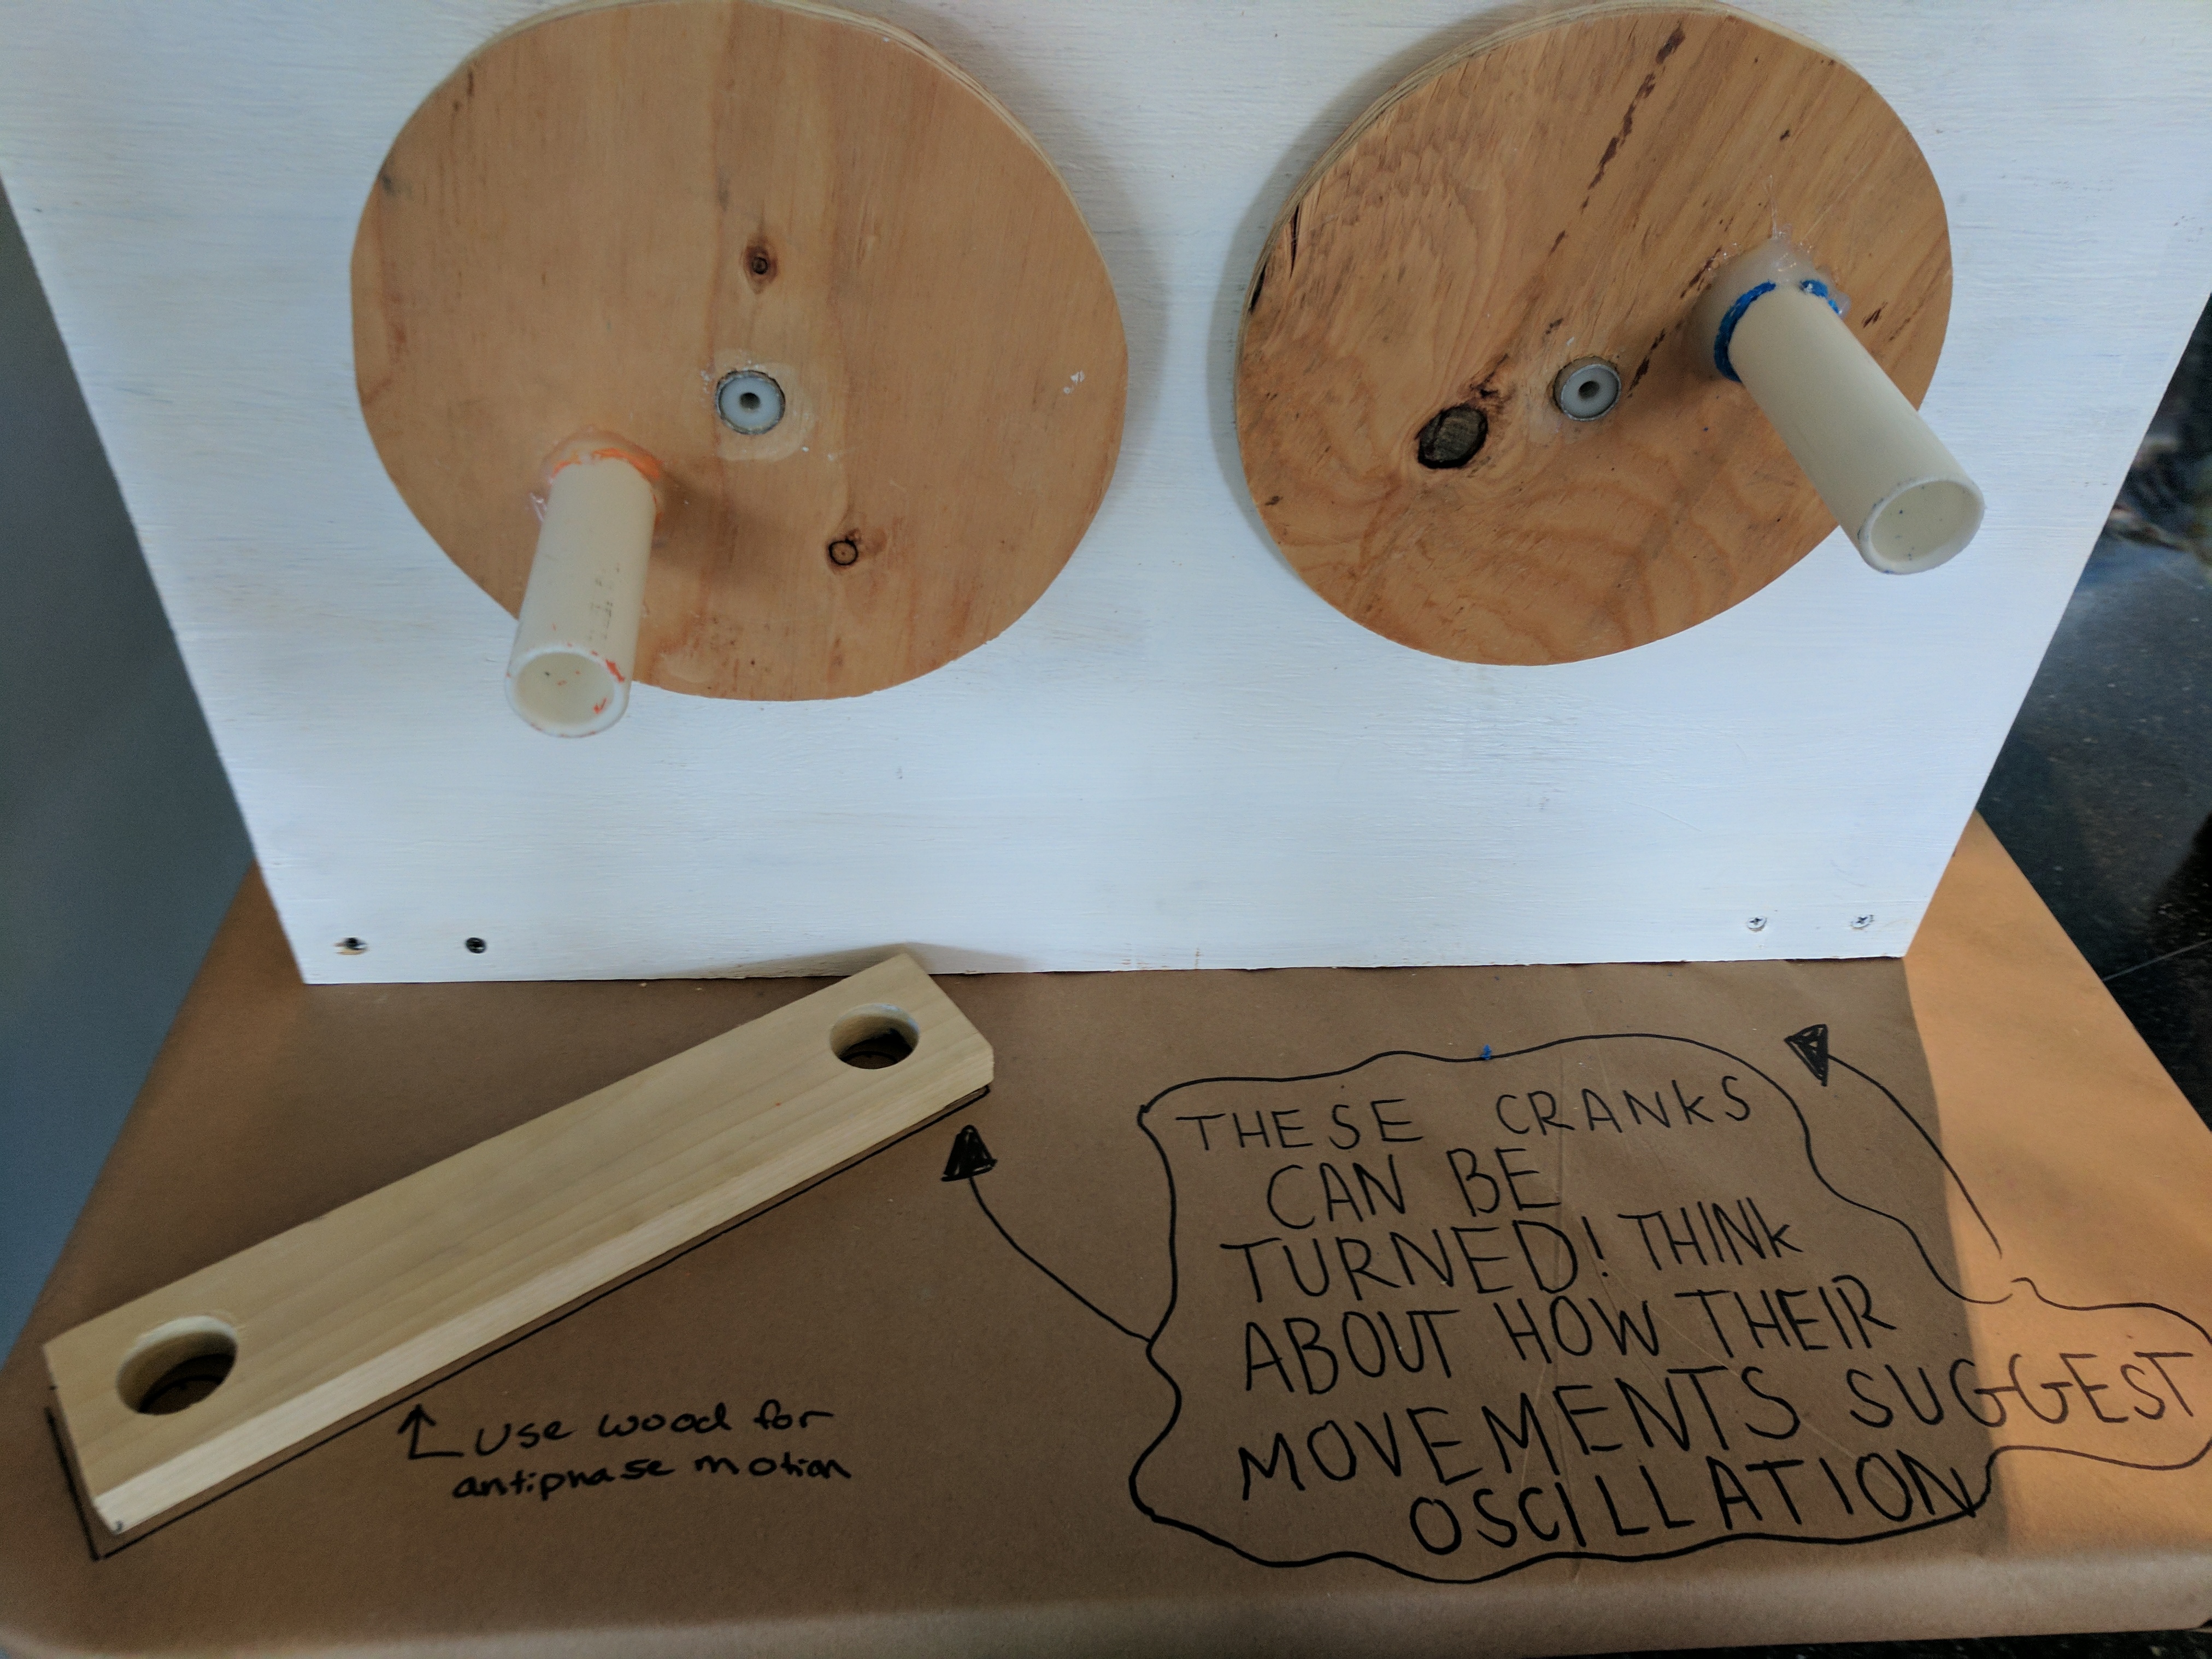 THESE CRANKS
CAN BE
TURNED! THINK
ABOUT HOW THEIR
MOVEMENTS SUGGEST
OSCILLATION
use wood for
antiphase motion